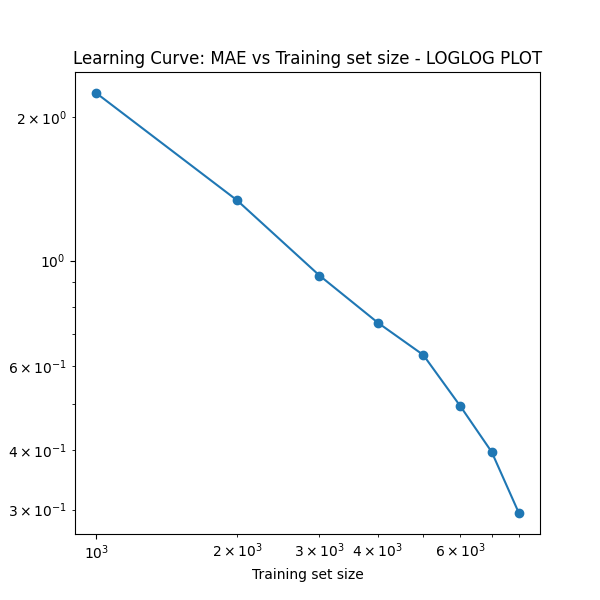 Learning Curve: MAE vs Training set size - LOGLOG PLOT
2 × 10⁰
10⁰
6 × 10⁻¹
4 × 10⁻¹
3 × 10⁻¹
10³
2 × 10³
3 × 10³
4 × 10³
6 × 10³
Training set size